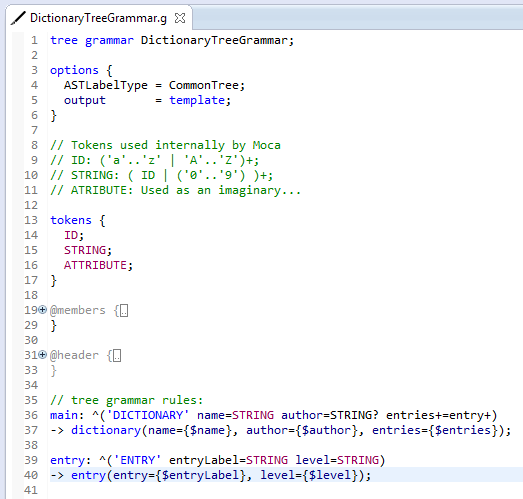 DictionaryTreeGrammar.g
1 tree grammar DictionaryTreeGrammar;
2
3 options {
4   ASTLabelType = CommonTree;
5   output       = template;
6 }
7
8 // Tokens used internally by Moca
9 // ID: ('a'..'z' | 'A'..'Z')+;
10 // STRING: ( ID | ('0'..'9') )+;
11 // ATRIBUTE: Used as an imaginary...
12
13 tokens {
14   ID;
15   STRING;
16   ATTRIBUTE;
17 }
18
19 @members {..
29 }
30
31 @header {..
33 }
34
35 // tree grammar rules:
36 main: ^('DICTIONARY' name=STRING author=STRING? entries+=entry+)
37 -> dictionary(name={$name}, author={$author}, entries={$entries});
38
39 entry: ^('ENTRY' entryLabel=STRING level=STRING)
40 -> entry(entry={$entryLabel}, level={$level});
41